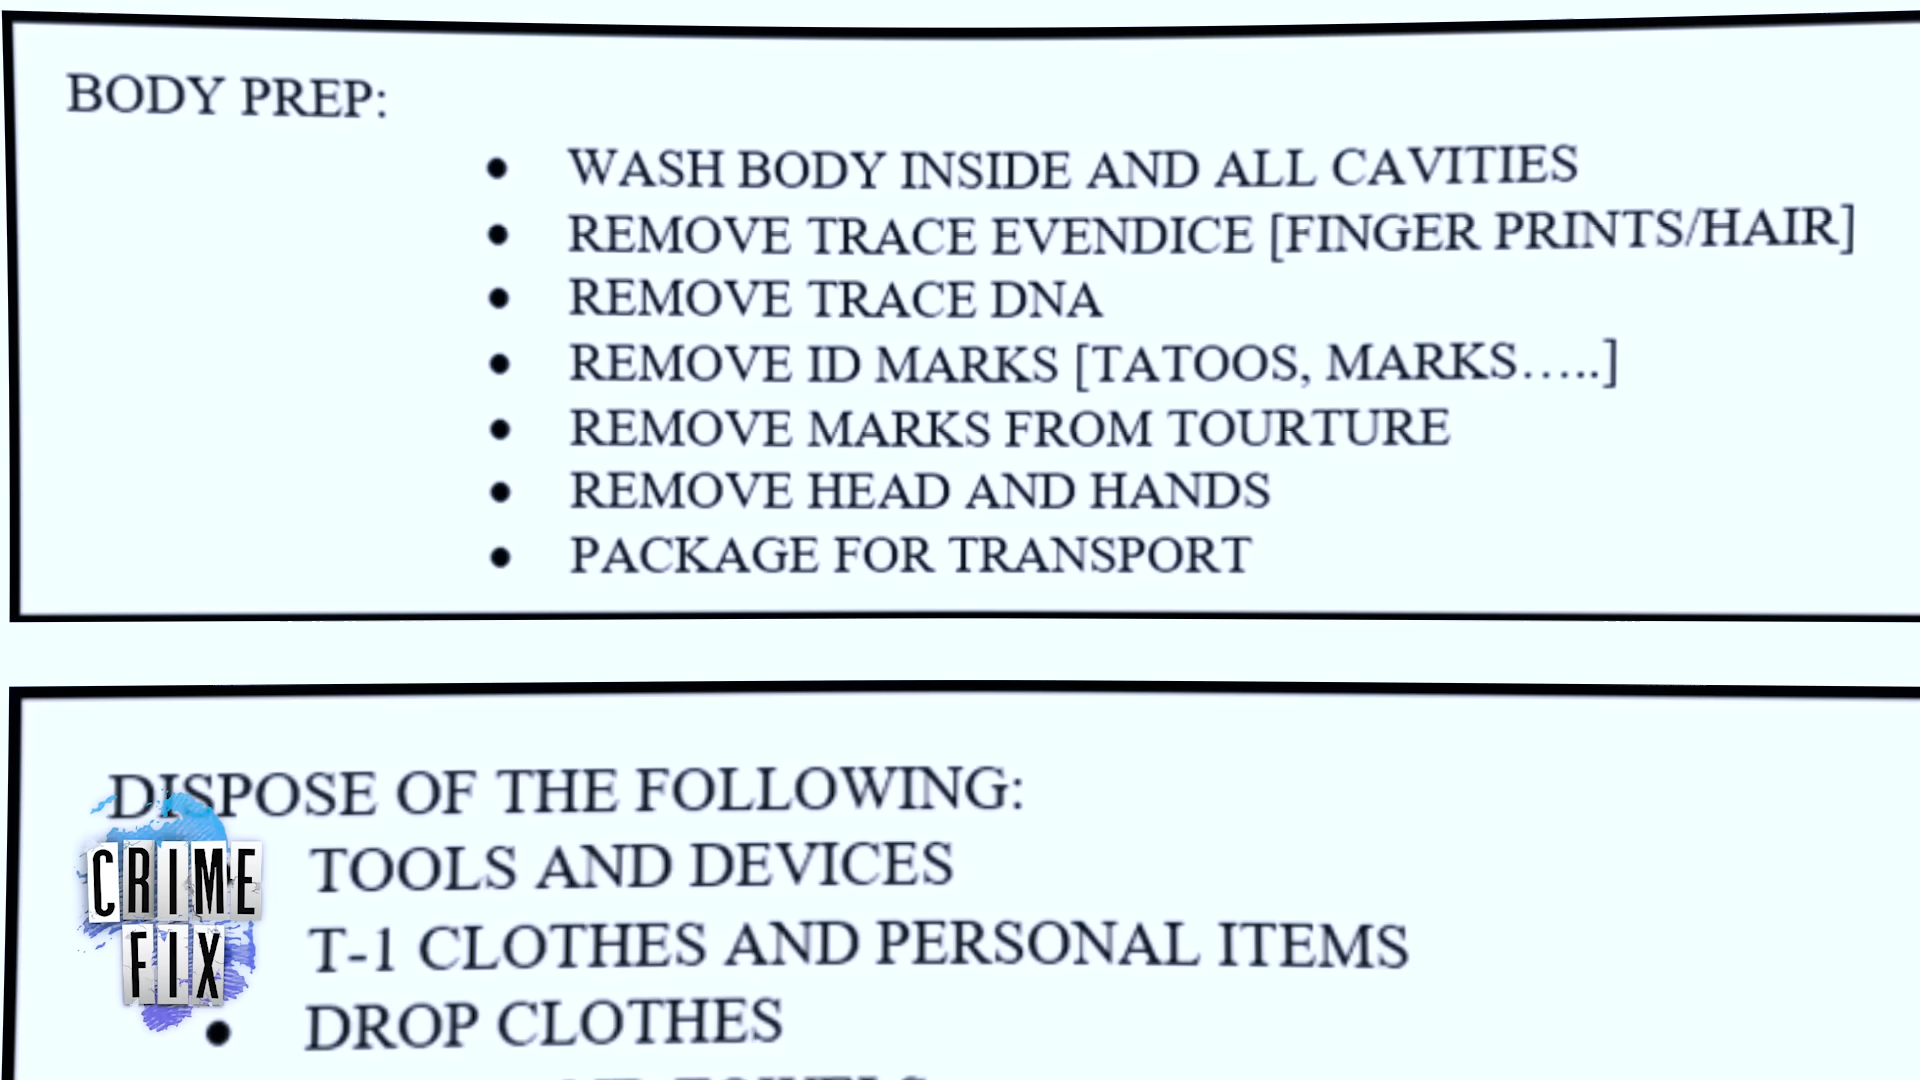 BODY PREP:
• WASH BODY INSIDE AND ALL CAVITIES
• REMOVE TRACE EVENDICE [FINGER PRINTS/HAIR]
• REMOVE TRACE DNA
• REMOVE ID MARKS [TATOOS, MARKS…..]
• REMOVE MARKS FROM TOURTURE
• REMOVE HEAD AND HANDS
• PACKAGE FOR TRANSPORT
DISPOSE OF THE FOLLOWING:
TOOLS AND DEVICES
T-1 CLOTHES AND PERSONAL ITEMS
• DROP CLOTHES
CRIME
FIX